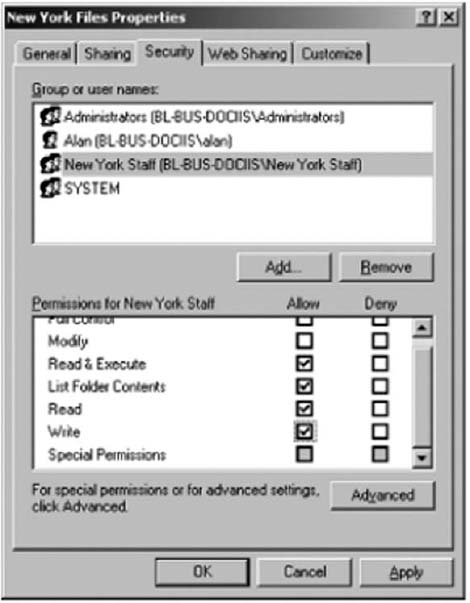 New York Files Properties
General Sharing Security Web Sharing Customize
Group or user names:
Administrators (BL-BUS-DOCIIS\Administrators)
Alan (BL-BUS-DOCIIS\alan)
New York Staff (BL-BUS-DOCIIS\New York Staff)
SYSTEM
Add... Remove
Permissions for New York Staff Allow Deny
Full Control
Modify
Read & Execute
List Folder Contents
Read
Write
Special Permissions
For special permissions or for advanced settings, Advanced
click Advanced.
OK Cancel Apply